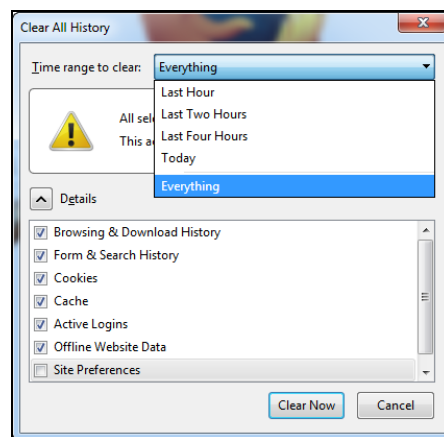 Clear All History
Time range to clear: Everything
Last Hour
Last Two Hours
Last Four Hours
Today
Everything
All
This
Details
Browsing & Download History
Form & Search History
Cookies
Cache
Active Logins
Offline Website Data
Site Preferences
Clear Now Cancel